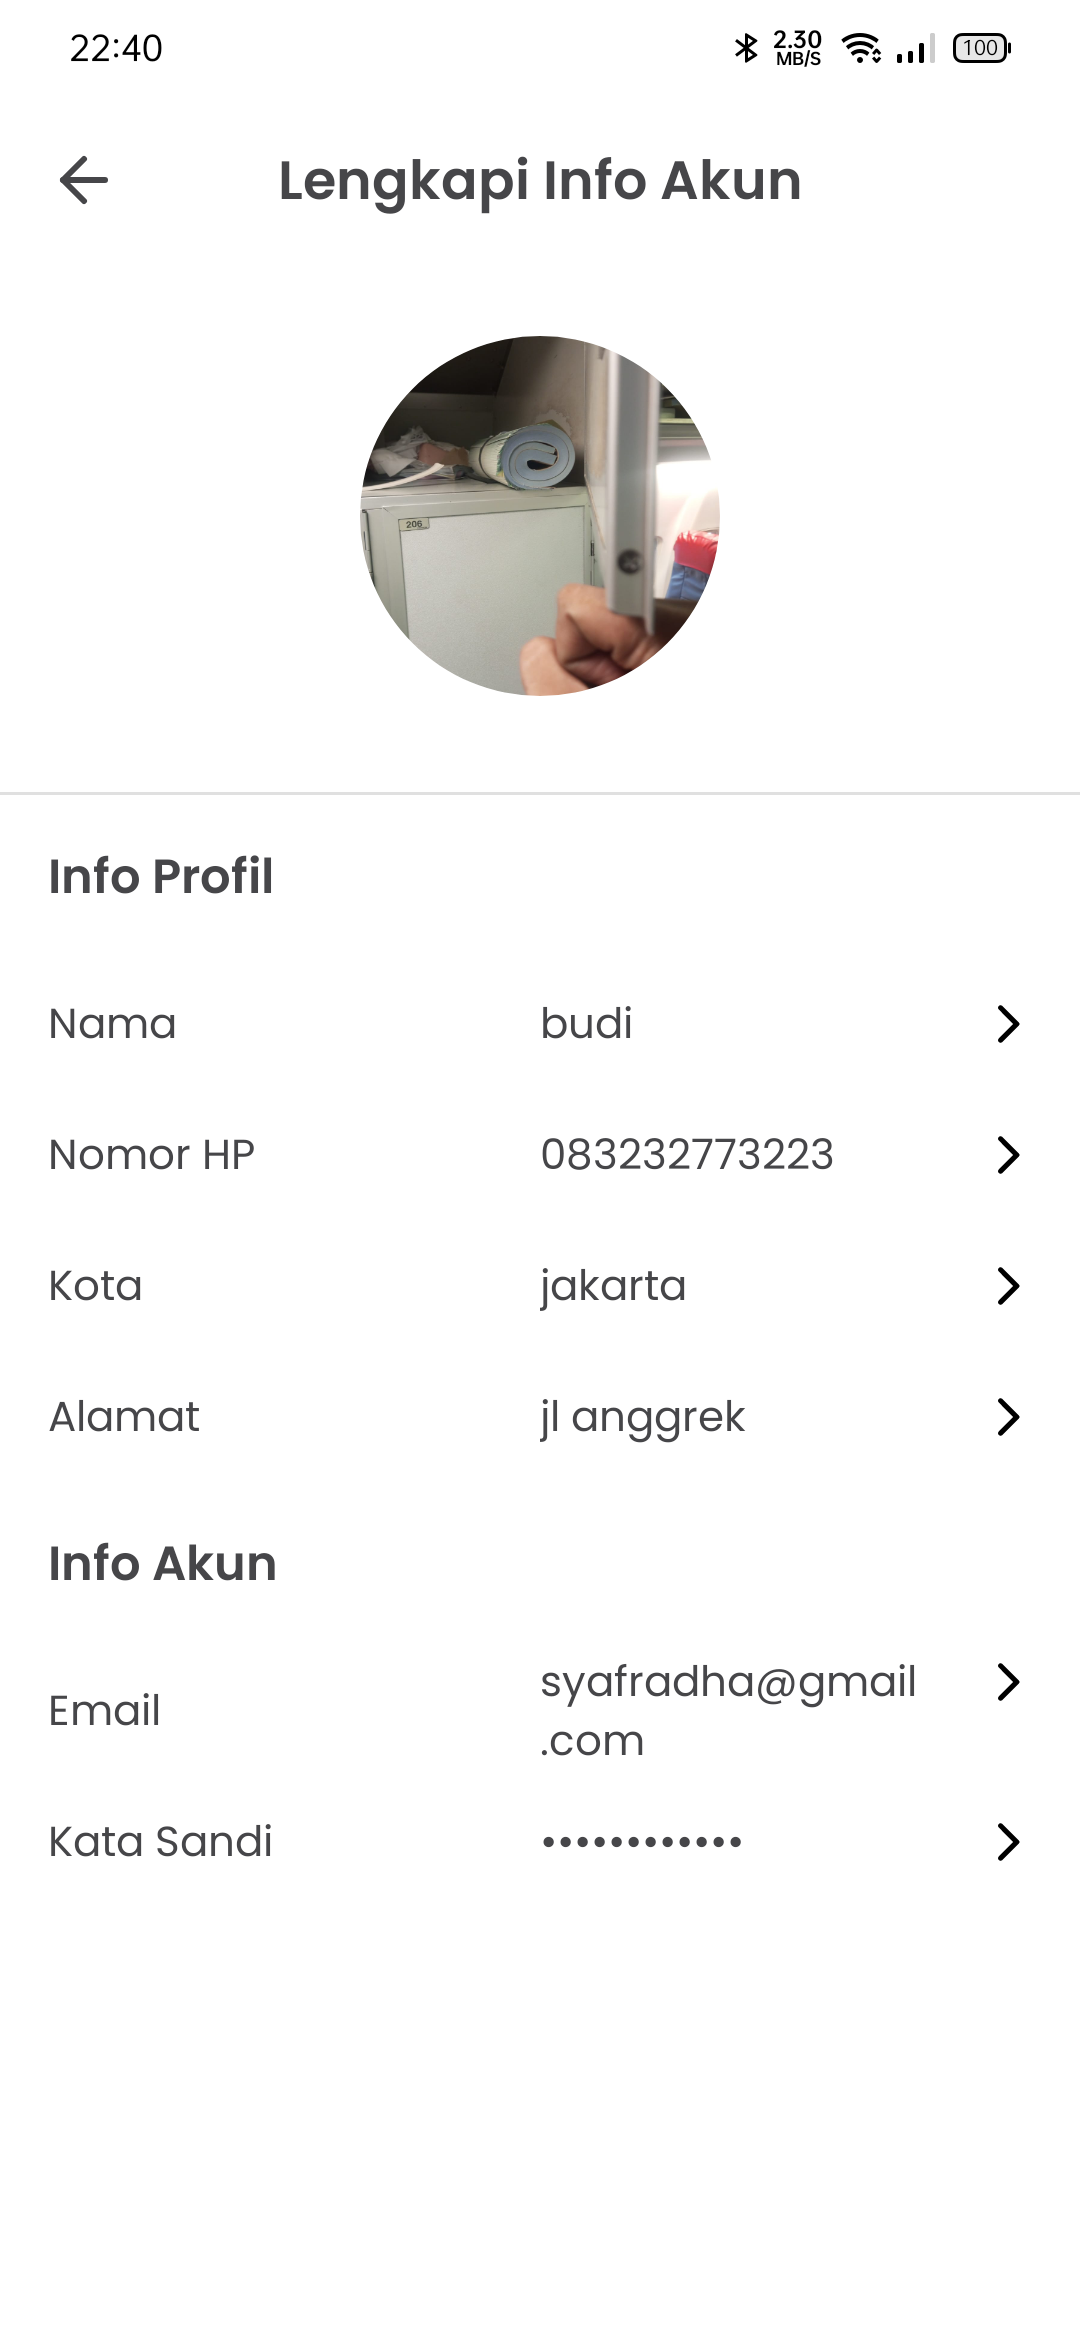 22:40
2.30
MB/S
100
Lengkapi Info Akun
206
Info Profil
Nama budi
Nomor HP 083232773223
Kota jakarta
Alamat jl anggrek
Info Akun
Email syafradha@gmail
.com
Kata Sandi ••••••••••••